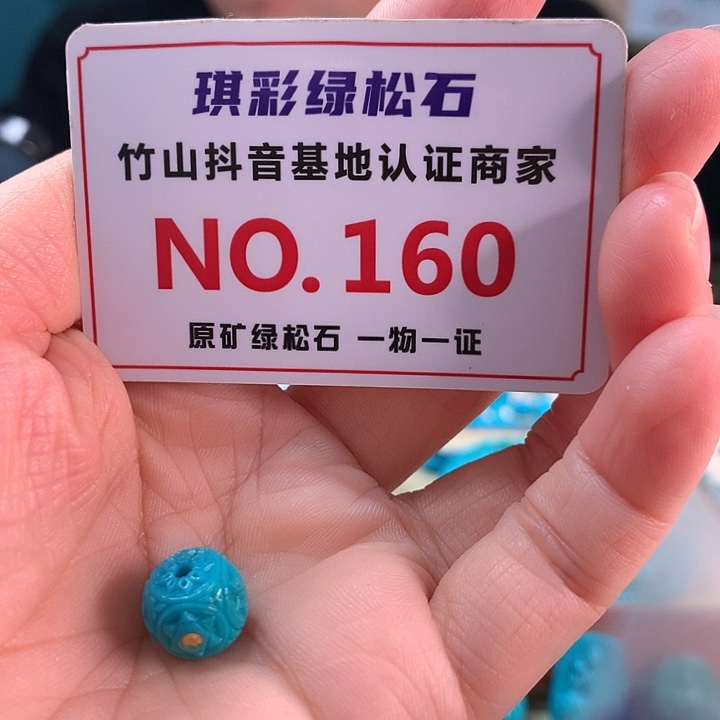 琪彩绿松石
竹山抖音基地认证商家
NO.160
原矿绿松石 一物一证